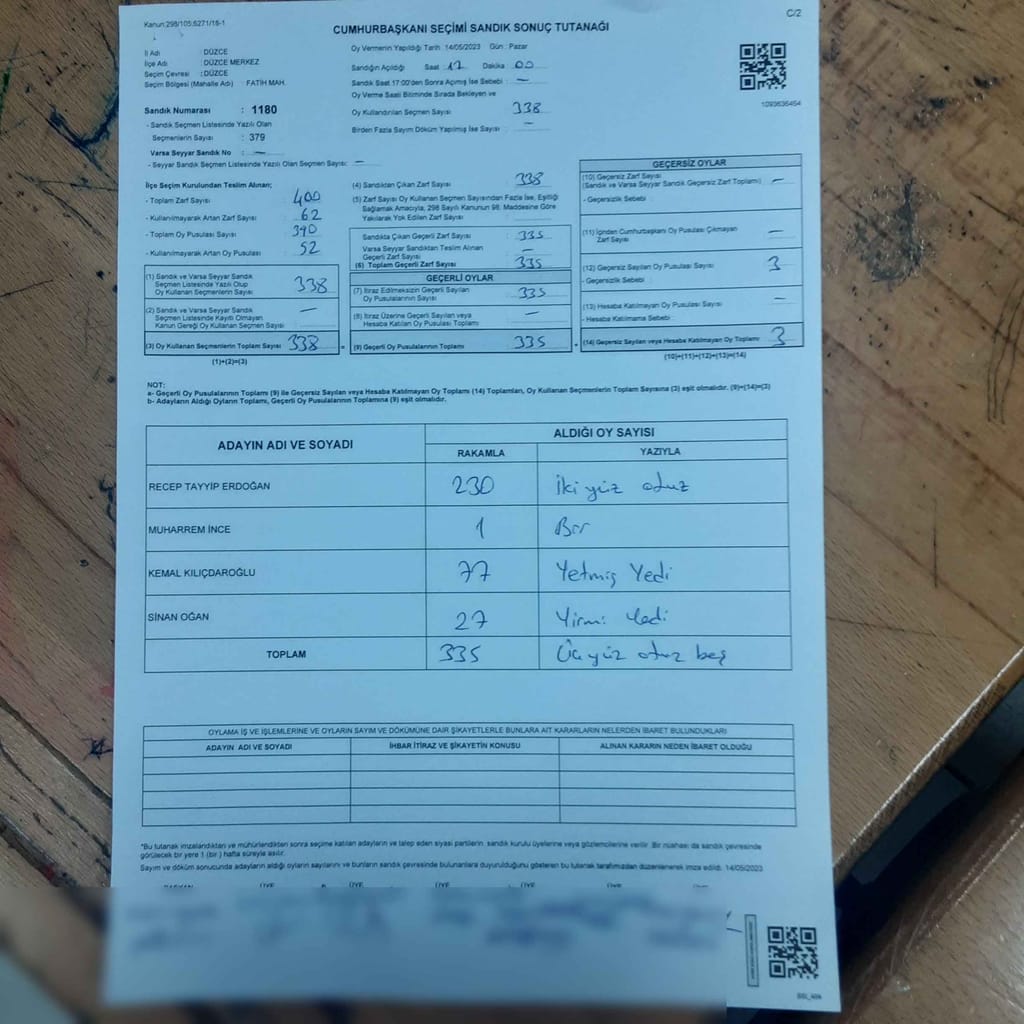 Kanun:298/105;6271/18-1
C/2
CUMHURBAŞKANI SEÇİMİ SANDIK SONUÇ TUTANAĞI
İl Adı : DÜZCE
İlçe Adı : DÜZCE MERKEZ
Seçim Çevresi : DÜZCE
Seçim Bölgesi (Mahalle Adı) FATİH MAH.
Oy Vermenin Yapıldığı Tarih 14/05/2023 Gün : Pazar
Sandığın Açıldığı Saat 17 Dakika 00
Sandık Saat 17:00'den Sonra Açılmış İse Sebebi : —
Oy Verme Saati Bitiminde Sırada Bekleyen ve
Oy Kullandırılan Seçmen Sayısı 338
Birden Fazla Sayım Döküm Yapılmış İse Sayısı : —
1093636464
Sandık Numarası : 1180
- Sandık Seçmen Listesinde Yazılı Olan
Seçmenlerin Sayısı : 379
Varsa Seyyar Sandık No : —
- Seyyar Sandık Seçmen Listesinde Yazılı Olan Seçmen Sayısı: —
İlçe Seçim Kurulundan Teslim Alınan;
- Toplam Zarf Sayısı : 400
- Kullanılmayarak Artan Zarf Sayısı : 62
- Toplam Oy Pusulası Sayısı : 390
- Kullanılmayarak Artan Oy Pusulası : 52
(1) Sandık ve Varsa Seyyar Sandık
Seçmen Listesinde Yazılı Olup
Oy Kullanan Seçmenlerin Sayısı 338
(2) Sandık ve Varsa Seyyar Sandık
Seçmen Listesinde Kayıtlı Olmayan
Kanun Gereği Oy Kullanan Seçmen Sayısı —
(3) Oy Kullanan Seçmenlerin Toplam Sayısı 338
(1)+(2)=(3)
(4) Sandıktan Çıkan Zarf Sayısı 338
(5) Zarf Sayısı Oy Kullanan Seçmen Sayısından Fazla İse, Eşitliği
Sağlamak Amacıyla, 298 Sayılı Kanunun 98. Maddesine Göre
Yakılarak Yok Edilen Zarf Sayısı
Sandıkta Çıkan Geçerli Zarf Sayısı : 335
Varsa Seyyar Sandıktan Teslim Alınan
Geçerli Zarf Sayısı : —
(6) Toplam Geçerli Zarf Sayısı : 335
GEÇERLİ OYLAR
(7) İtiraz Edilmeksizin Geçerli Sayılan
Oy Pusulalarının Sayısı : 335
(8) İtiraz Üzerine Geçerli Sayılan veya
Hesaba Katılan Oy Pusulası Toplamı : —
= (9) Geçerli Oy Pusulalarının Toplamı 335
GEÇERSİZ OYLAR
(10) Geçersiz Zarf Sayısı
(Sandık ve Varsa Seyyar Sandık Geçersiz Zarf Toplamı) —
- Geçersizlik Sebebi :
(11) İçinden Cumhurbaşkanı Oy Pusulası Çıkmayan
Zarf Sayısı —
(12) Geçersiz Sayılan Oy Pusulası Sayısı 3
- Geçersizlik Sebebi :
(13) Hesaba Katılmayan Oy Pusulası Sayısı —
- Hesaba Katılmama Sebebi :
+ (14) Geçersiz Sayılan veya Hesaba Katılmayan Oy Toplamı 3
(10)+(11)+(12)+(13)=(14)
NOT:
a- Geçerli Oy Pusulalarının Toplamı (9) ile Geçersiz Sayılan veya Hesaba Katılmayan Oy Toplamı (14) Toplamları, Oy Kullanan Seçmenlerin Toplam Sayısına (3) eşit olmalıdır. (9)+(14)=(3)
b- Adayların Aldığı Oyların Toplamı, Geçerli Oy Pusulalarının Toplamına (9) eşit olmalıdır.
ADAYIN ADI VE SOYADI ALDIĞI OY SAYISI
RAKAMLA YAZIYLA
RECEP TAYYİP ERDOĞAN 230 İki yüz otuz
MUHARREM İNCE 1 Bir
KEMAL KILIÇDAROĞLU 77 Yetmiş Yedi
SİNAN OĞAN 27 Yirmi Yedi
TOPLAM 335 Üç yüz otuz beş
OYLAMA İŞ VE İŞLEMLERİNE VE OYLARIN SAYIM VE DÖKÜMÜNE DAİR ŞİKAYETLERLE BUNLARA AİT KARARLARIN NELERDEN İBARET BULUNDUKLARI
ADAYIN ADI VE SOYADI İHBAR İTİRAZ VE ŞİKAYETİN KONUSU ALINAN KARARIN NEDEN İBARET OLDUĞU
*Bu tutanak imzalandıktan ve mühürlendikten sonra seçime katılan adayların ve talep eden siyasi partilerin, sandık kurulu üyelerine veya gözlemcilerine verilir. Bir nüshası da sandık çevresinde
görülecek bir yere 1 (bir) hafta süreyle asılır.
Sayım ve döküm sonucunda adayların aldığı oyların sayılarını ve bunların sandık çevresinde bulunanlara duyurulduğunu gösteren bu tutanak tarafımızdan düzenlenerek imza edildi. 14/05/2023
BAŞKAN ÜYE ÜYE ÜYE ÜYE ÜYE ÜYE